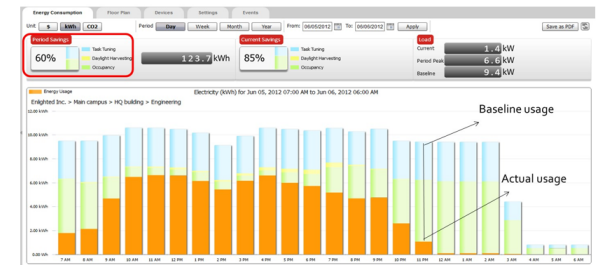 Energy Consumption Floor Plan Devices Settings Events
Unit $ kWh CO2 Period Day Week Month Year From: 06/05/2012 To: 06/06/2012 Apply Save as PDF
Period Savings
60%
Task Tuning
Daylight Harvesting
Occupancy
123.7 kWh
Current Savings
85%
Task Tuning
Daylight Harvesting
Occupancy
Load
Current 1.4 kW
Period Peak 6.6 kW
Baseline 9.4 kW
Energy Usage
Electricity (kWh) for Jun 05, 2012 07:00 AM to Jun 06, 2012 06:00 AM
Enlighted Inc. > Main campus > HQ building > Engineering
Baseline usage
Actual usage
12.00 kWh
10.00 kWh
8.00 kWh
6.00 kWh
4.00 kWh
2.00 kWh
0.00 kWh
7 AM 8 AM 9 AM 10 AM 11 AM 12 PM 1 PM 2 PM 3 PM 4 PM 5 PM 6 PM 7 PM 8 PM 9 PM 10 PM 11 PM 12 AM 1 AM 2 AM 3 AM 4 AM 5 AM 6 AM